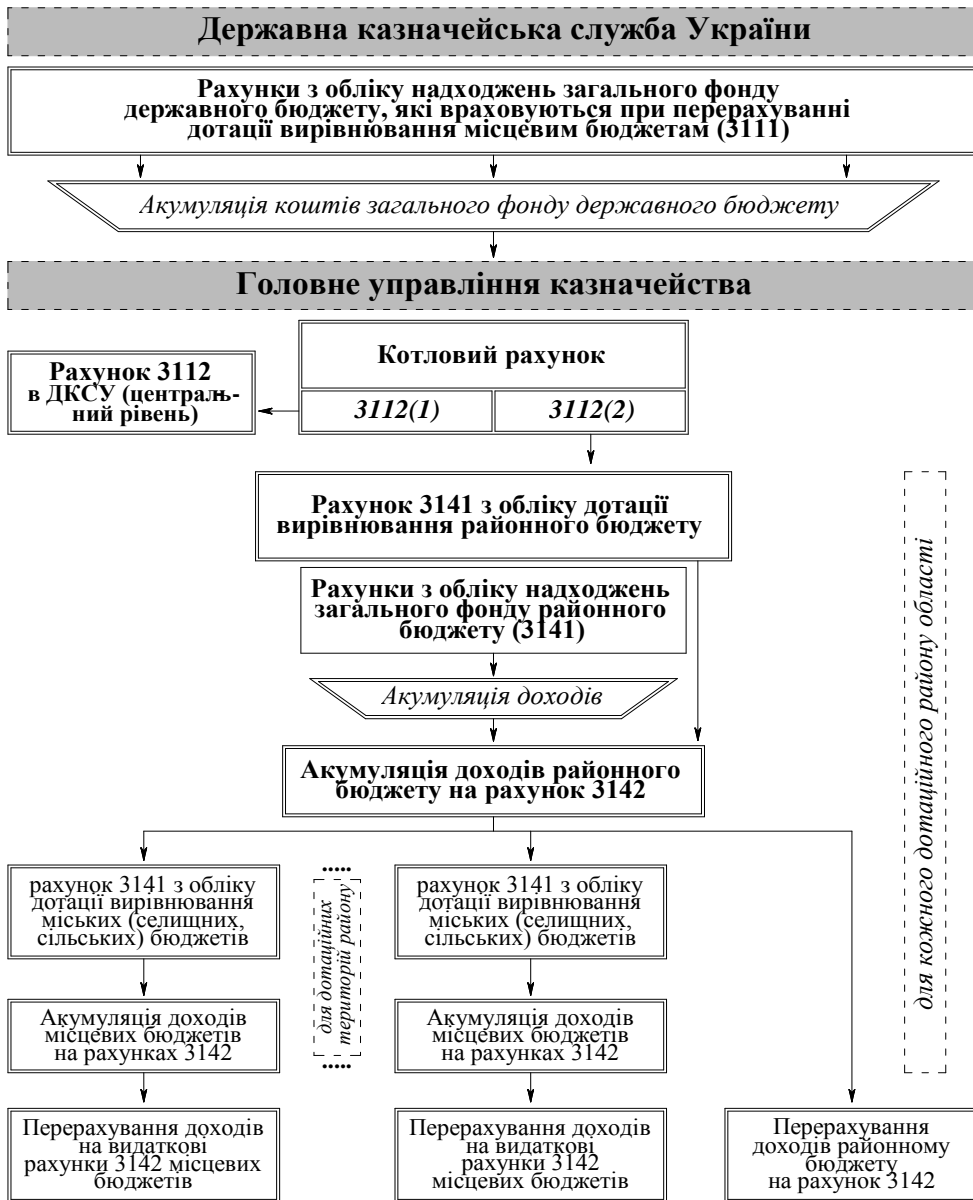 Державна казначейська служба України
Рахунки з обліку надходжень загального фонду
державного бюджету, які враховуються при перерахуванні
дотації вирівнювання місцевим бюджетам (3111)
Акумуляція коштів загального фонду державного бюджету
Головне управління казначейства
Котловий рахунок
3112(1)
3112(2)
Рахунок 3112
в ДКСУ (централь-
ний рівень)
Рахунок 3141 з обліку дотації
вирівнювання районного бюджету
Рахунки з обліку надходжень
загального фонду районного
бюджету (3141)
Акумуляція доходів
Акумуляція доходів районного
бюджету на рахунок 3142
для кожного дотаційного району області
рахунок 3141 з обліку
дотації вирівнювання
міських (селищних,
сільських) бюджетів
.....
для дотаційних
територій району
.....
рахунок 3141 з обліку
дотації вирівнювання
міських (селищних,
сільських) бюджетів
Акумуляція доходів
місцевих бюджетів
на рахунках 3142
Акумуляція доходів
місцевих бюджетів
на рахунках 3142
Перерахування доходів
на видаткові
рахунки 3142 місцевих
бюджетів
Перерахування доходів
на видаткові
рахунки 3142
місцевих бюджетів
Перерахування
доходів районному
бюджету
на рахунок 3142